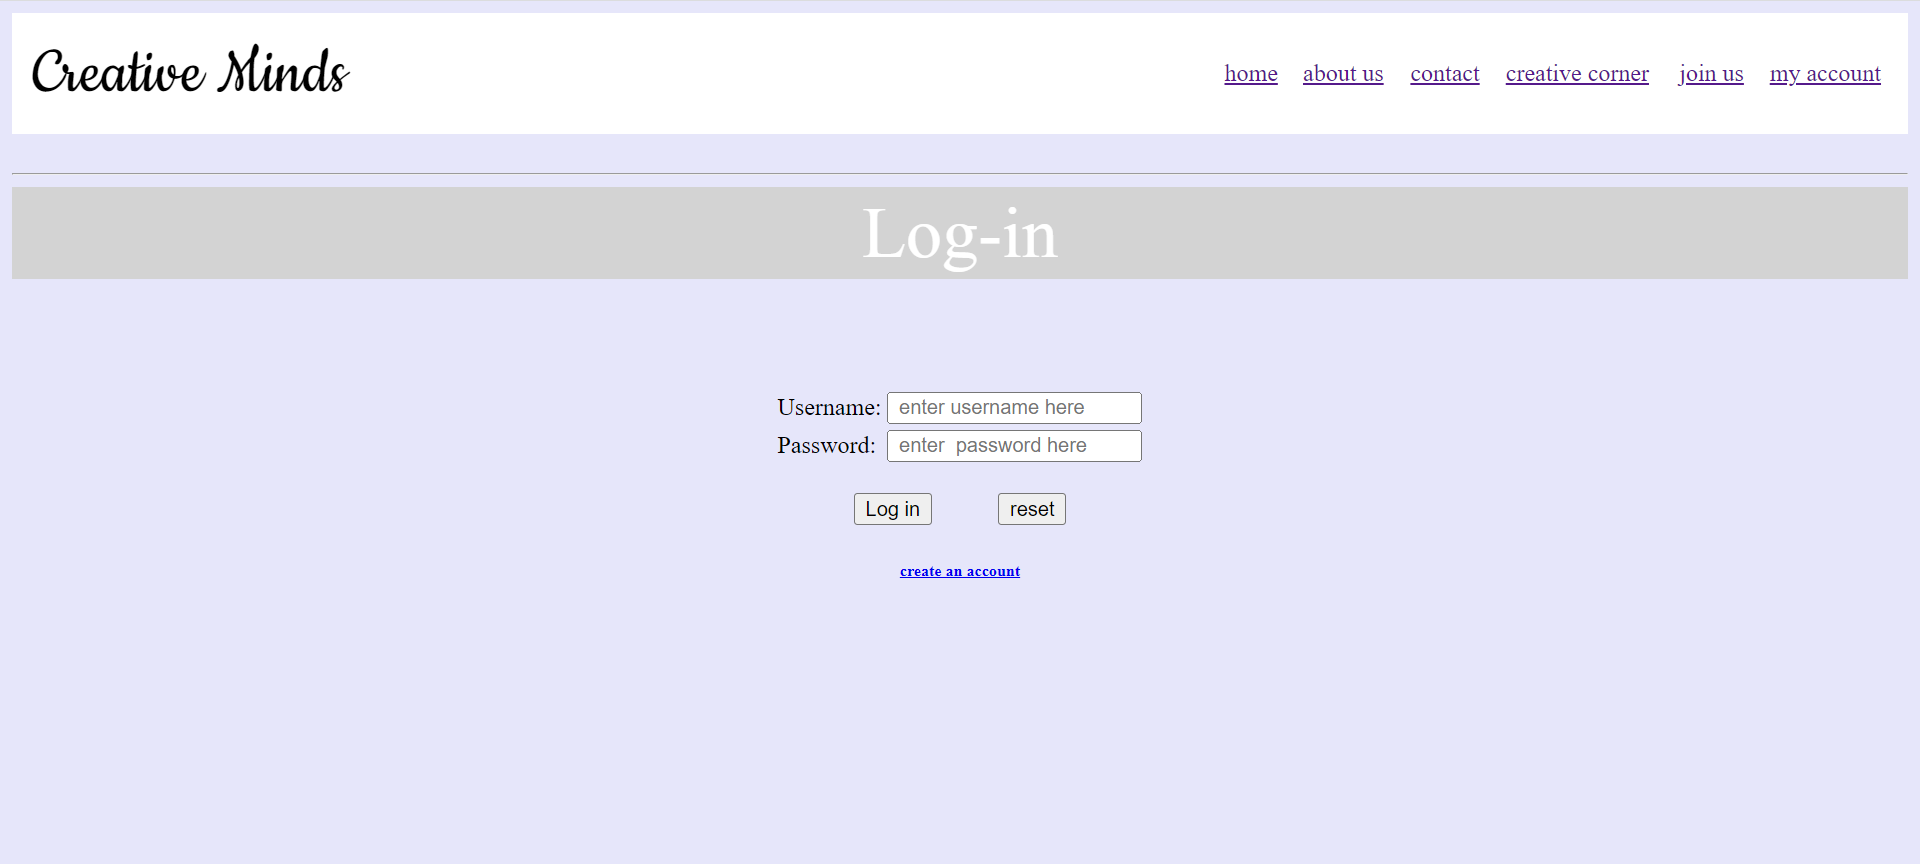 Creative Minds
home about us contact creative corner join us my account
Log-in
Username: enter username here
Password: enter  password here
Log in reset
create an account